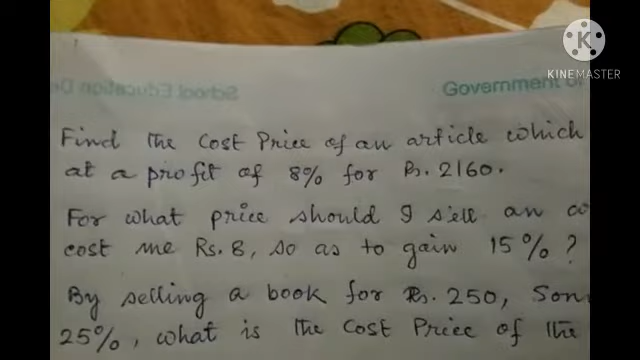 KINEMASTER
School Education De
Government of
Find the Cost Price of an article which
at a profit of 8% for Rs. 2160.
For what price should I sell an
cost me Rs. 8, so as to gain 15%?
By selling a book for Rs. 250, Son
25%, what is the Cost Price of the